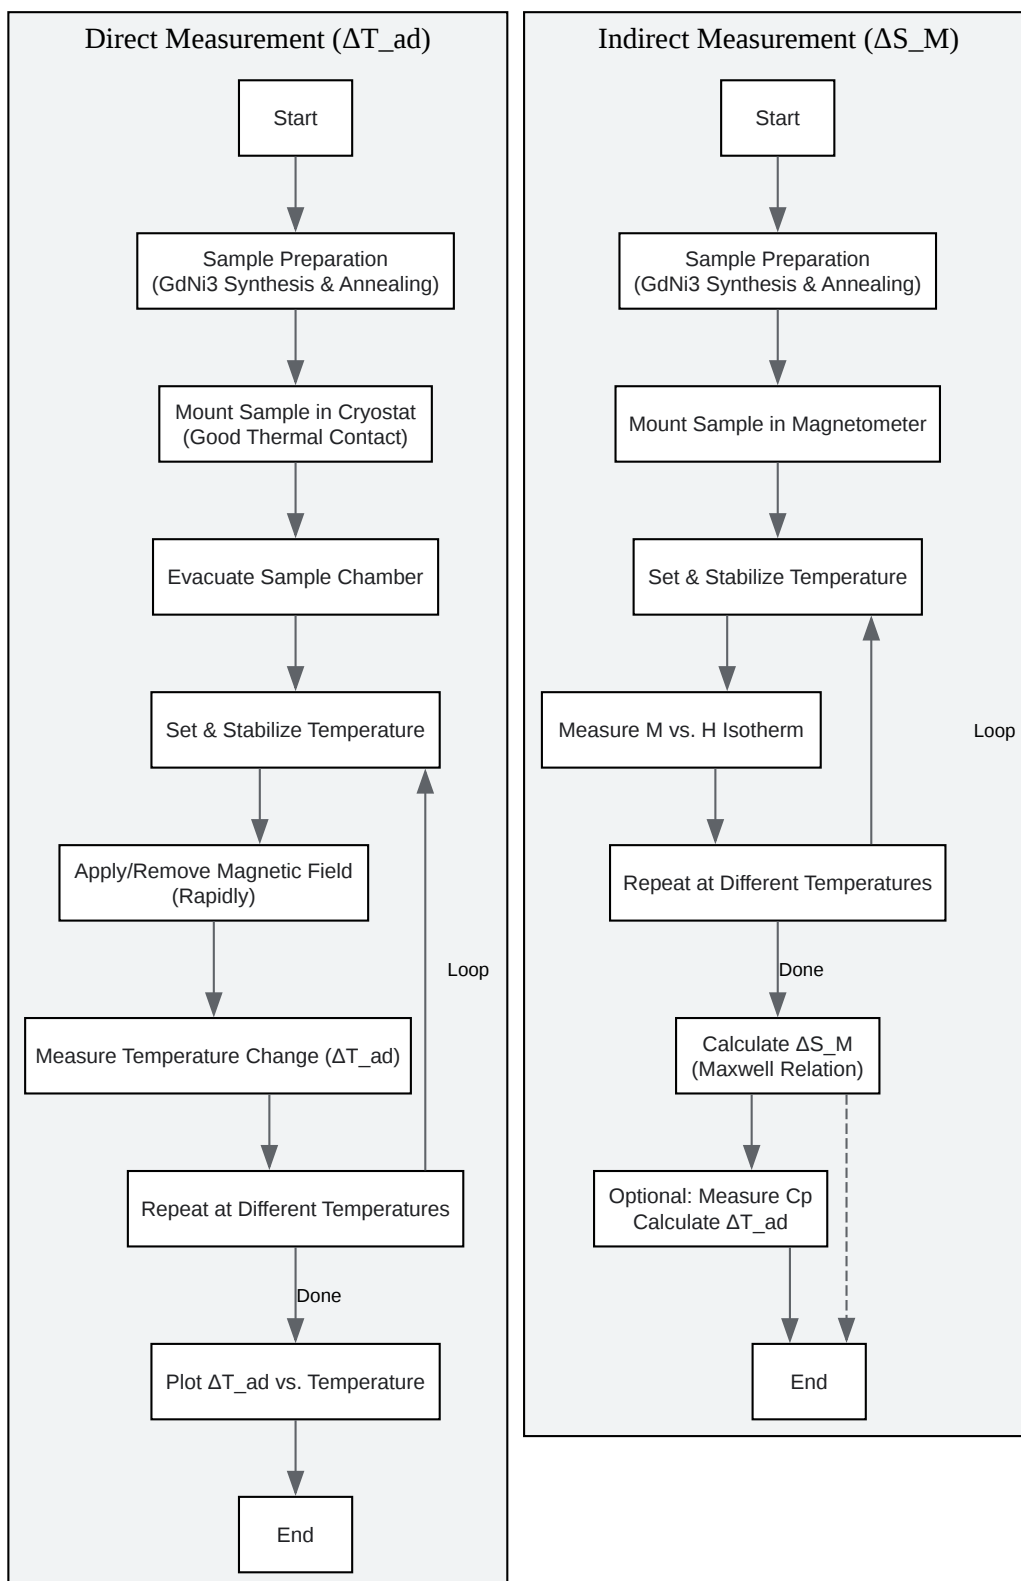 Direct Measurement (ΔT_ad)
Start
Sample Preparation
(GdNi3 Synthesis & Annealing)
Mount Sample in Cryostat
(Good Thermal Contact)
Evacuate Sample Chamber
Set & Stabilize Temperature
Apply/Remove Magnetic Field
(Rapidly)
Loop
Measure Temperature Change (ΔT_ad)
Repeat at Different Temperatures
Done
Plot ΔT_ad vs. Temperature
End
Indirect Measurement (ΔS_M)
Start
Sample Preparation
(GdNi3 Synthesis & Annealing)
Mount Sample in Magnetometer
Set & Stabilize Temperature
Measure M vs. H Isotherm
Loop
Repeat at Different Temperatures
Done
Calculate ΔS_M
(Maxwell Relation)
Optional: Measure Cp
Calculate ΔT_ad
End